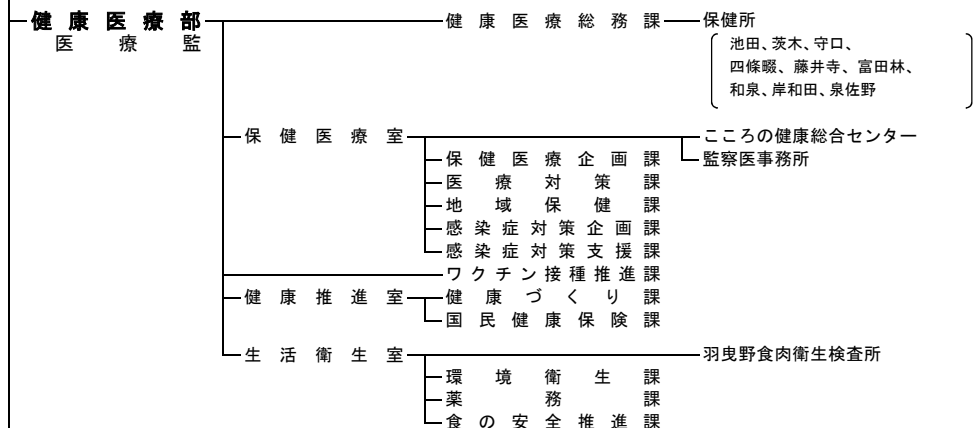 健康医療部 健康医療総務課 保健所
医療監
池田、茨木、守口、
四條畷、藤井寺、富田林、
和泉、岸和田、泉佐野
保健医療室 こころの健康総合センター
保健医療企画課 監察医事務所
医療対策課
地域保健課
感染症対策企画課
感染症対策支援課
ワクチン接種推進課
健康推進室 健康づくり課
国民健康保険課
生活衛生室 羽曳野食肉衛生検査所
環境衛生課
薬務課
食の安全推進課